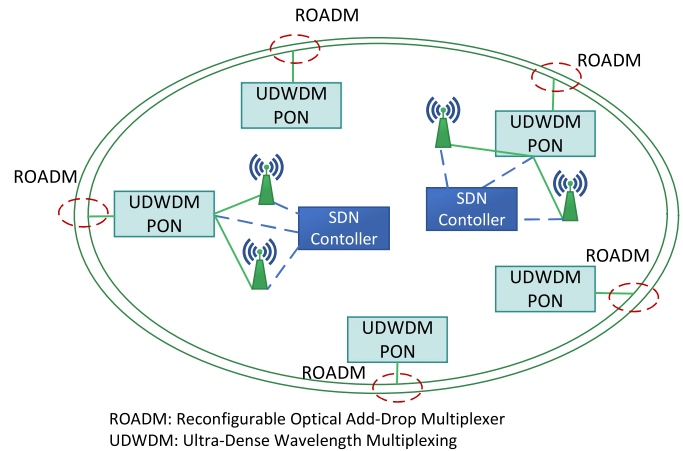 ROADM
ROADM
UDWDM
PON
UDWDM
PON
ROADM
UDWDM
PON
SDN
Contoller
SDN
Contoller
ROADM
UDWDM
PON
UDWDM
PON
ROADM
ROADM: Reconfigurable Optical Add-Drop Multiplexer
UDWDM: Ultra-Dense Wavelength Multiplexing